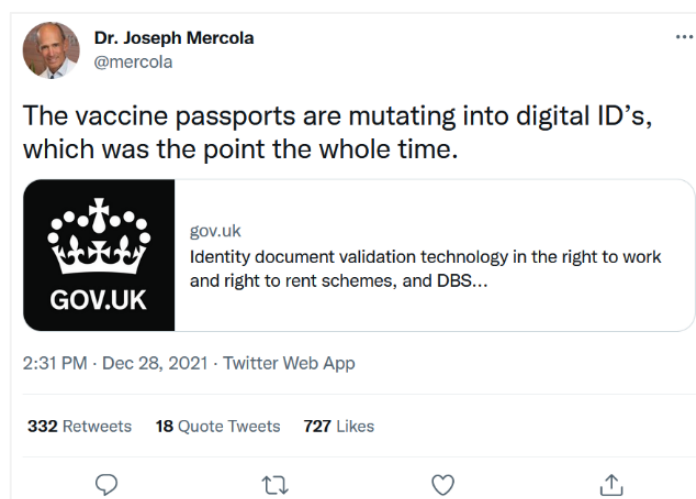 Dr. Joseph Mercola
@mercola
The vaccine passports are mutating into digital ID’s,
which was the point the whole time.
GOV.UK
gov.uk
Identity document validation technology in the right to work
and right to rent schemes, and DBS...
2:31 PM · Dec 28, 2021 · Twitter Web App
332 Retweets 18 Quote Tweets 727 Likes